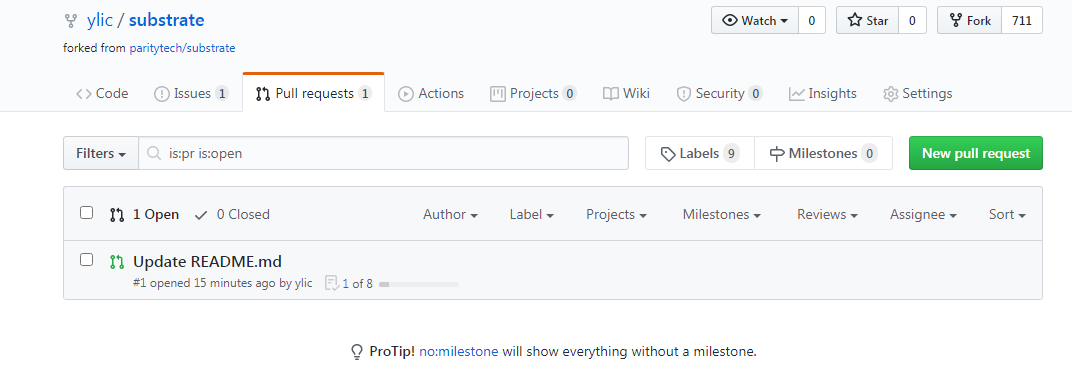 ylic / substrate Watch 0 Star 0 Fork 711
forked from paritytech/substrate
Code Issues 1 Pull requests 1 Actions Projects 0 Wiki Security 0 Insights Settings
Filters is:pr is:open Labels 9 Milestones 0 New pull request
1 Open 0 Closed Author Label Projects Milestones Reviews Assignee Sort
Update README.md
#1 opened 15 minutes ago by ylic 1 of 8
ProTip! no:milestone will show everything without a milestone.